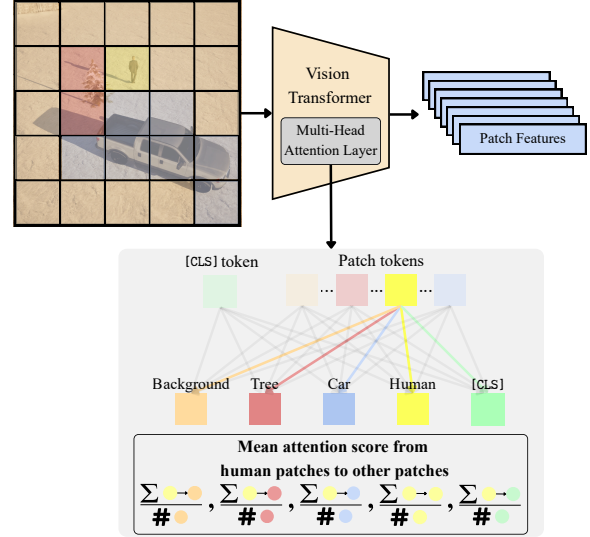 Vision
Transformer
Multi-Head
Attention Layer
Patch Features
[CLS] token
Patch tokens
... ... ... ...
Background Tree Car Human [CLS]
Mean attention score from
human patches to other patches
∑ → , ∑ → , ∑ → , ∑ → , ∑ →
# # # # #